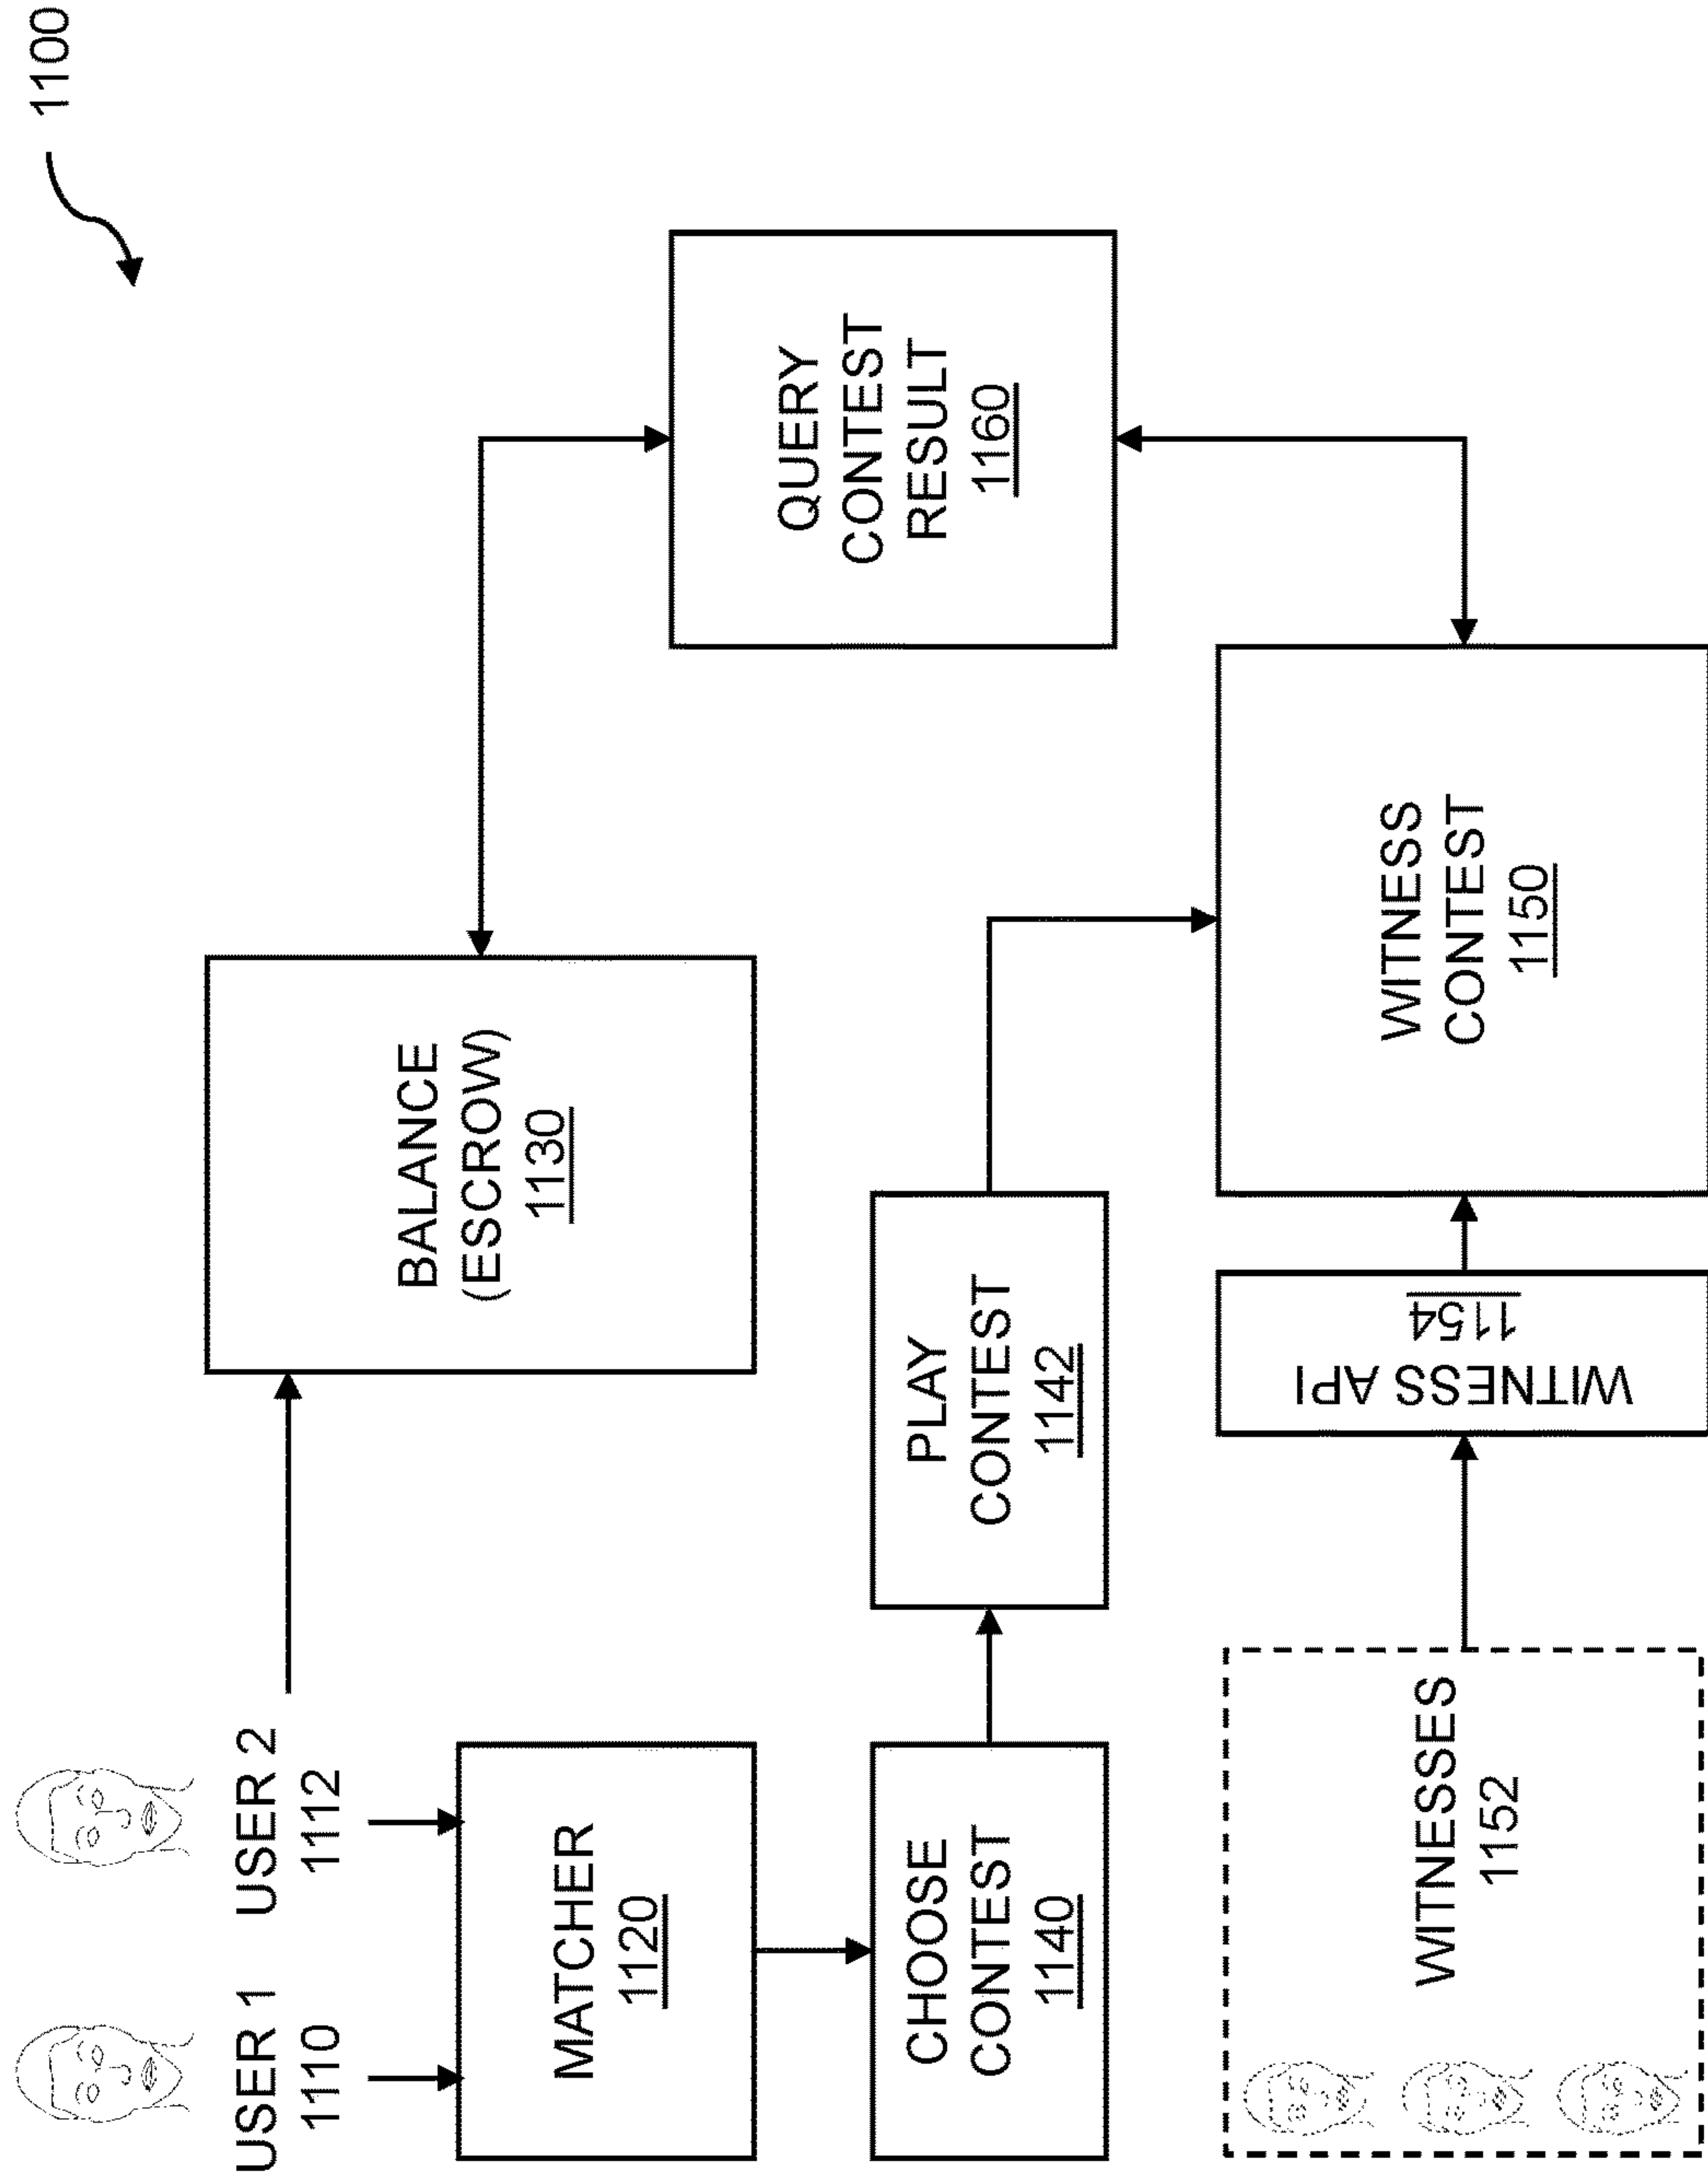 1100
USER 1
1110
USER 2
1112
MATCHER
1120
BALANCE
(ESCROW)
1130
CHOOSE
CONTEST
1140
PLAY
CONTEST
1142
QUERY
CONTEST
RESULT
1160
WITNESSES
1152
WITNESS API
1154
WITNESS
CONTEST
1150